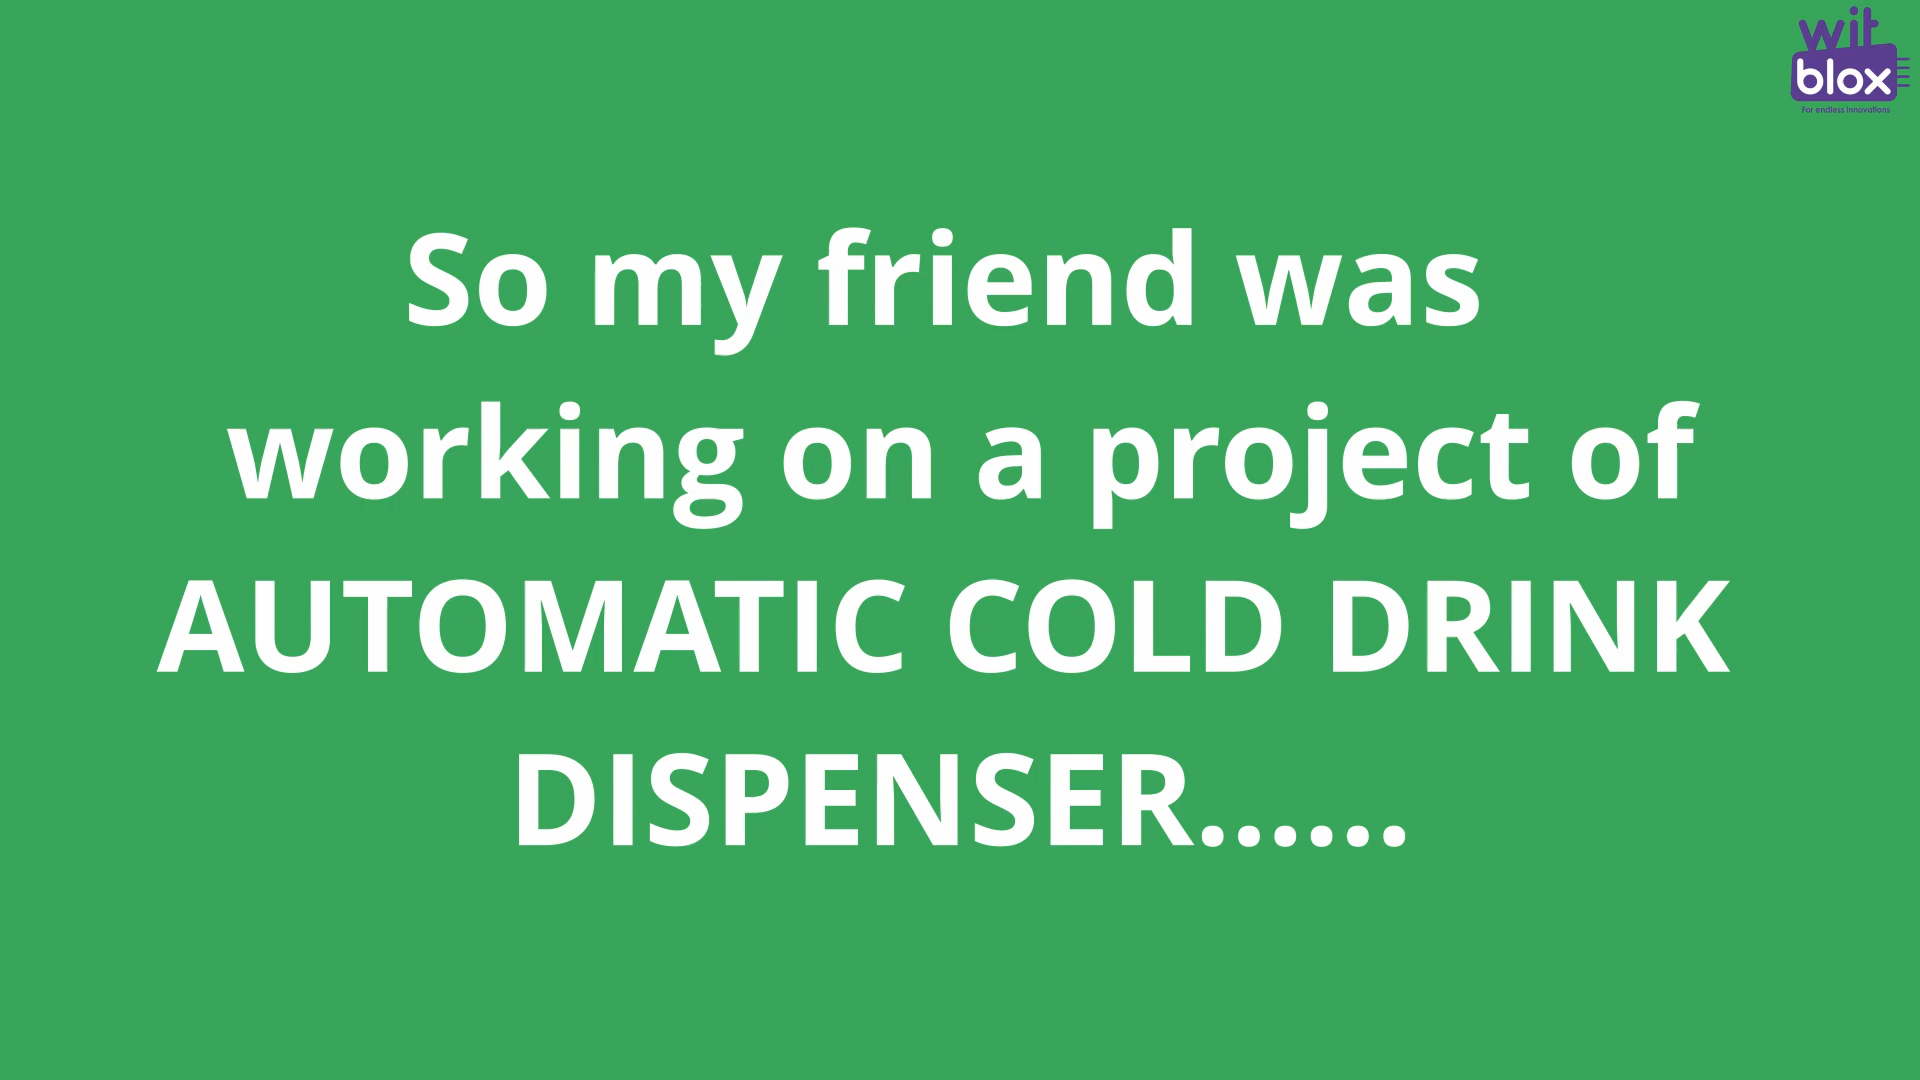 wit
blox
For endless innovations
So my friend was
working on a project of
AUTOMATIC COLD DRINK
DISPENSER......